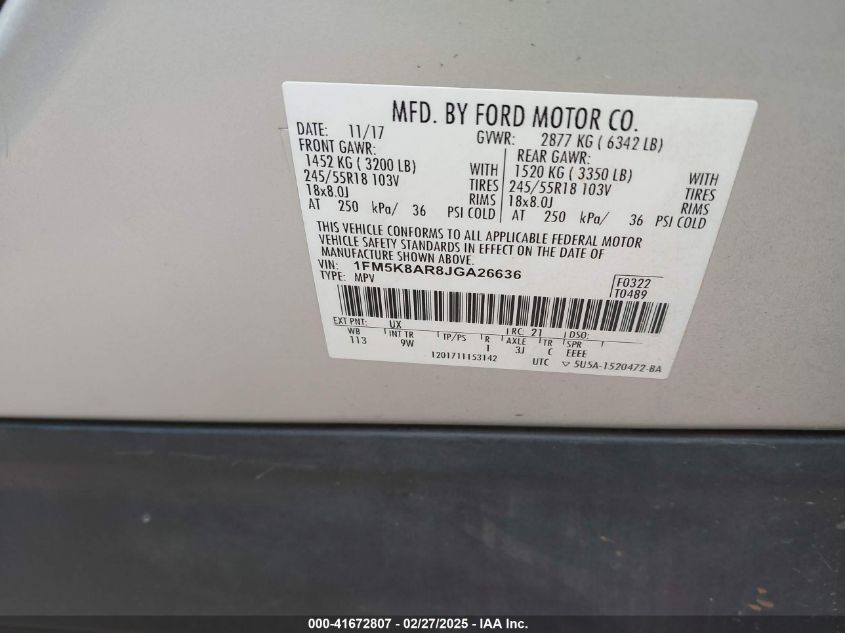 MFD. BY FORD MOTOR CO.
DATE: 11/17 GVWR: 2877 KG ( 6342 LB)
FRONT GAWR: REAR GAWR:
1452 KG ( 3200 LB) WITH 1520 KG ( 3350 LB) WITH
245/55R18 103V TIRES 245/55R18 103V TIRES
18x8.0J RIMS 18x8.0J RIMS
AT 250 kPa/ 36 PSI COLD AT 250 kPa/ 36 PSI COLD
THIS VEHICLE CONFORMS TO ALL APPLICABLE FEDERAL MOTOR
VEHICLE SAFETY STANDARDS IN EFFECT ON THE DATE OF
MANUFACTURE SHOWN ABOVE.
VIN: 1FM5K8AR8JGA26636
TYPE: MPV
F0322
T0489
EXT PNT: UX RC: 21 DSO:
WB INT TR TP/PS R AXLE TR SPR
113 9W I 3J C EEEE
1201711153142 UTC ▽ 5U5A-1520472-BA
000-41672807 - 02/27/2025 - IAA Inc.